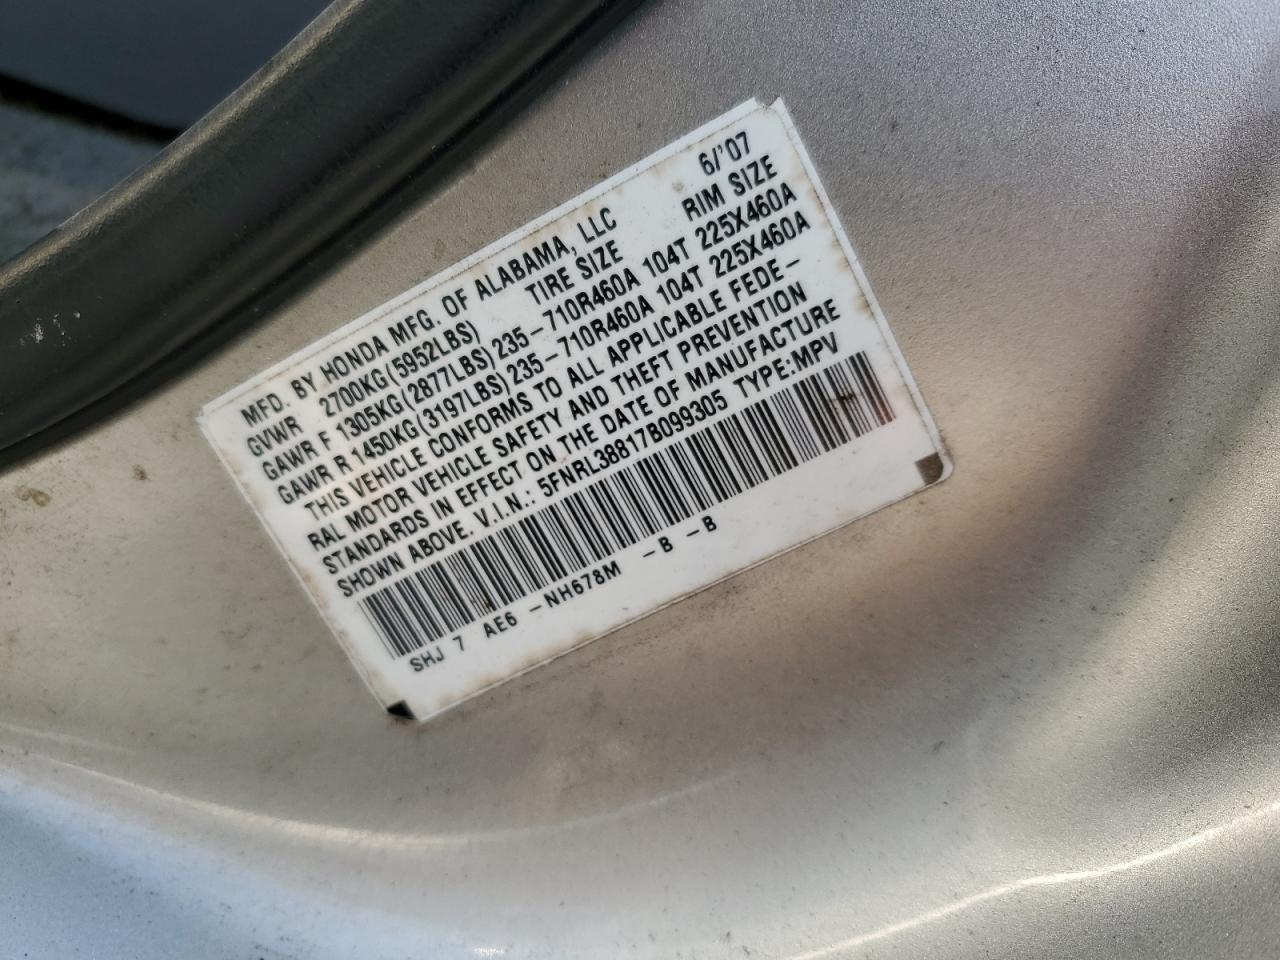 MFD. BY HONDA MFG. OF ALABAMA, LLC 6/'07
GVWR 2700KG(5952LBS) TIRE SIZE RIM SIZE
GAWR F 1305KG(2877LBS)235-710R460A 104T 225X460A
GAWR R 1450KG(3197LBS)235-710R460A 104T 225X460A
THIS VEHICLE CONFORMS TO ALL APPLICABLE FEDE-
RAL MOTOR VEHICLE SAFETY AND THEFT PREVENTION
STANDARDS IN EFFECT ON THE DATE OF MANUFACTURE
SHOWN ABOVE. V.I.N.: 5FNRL38817B099305 TYPE:MPV
SHJ 7 AE6 -NH678M -B -B